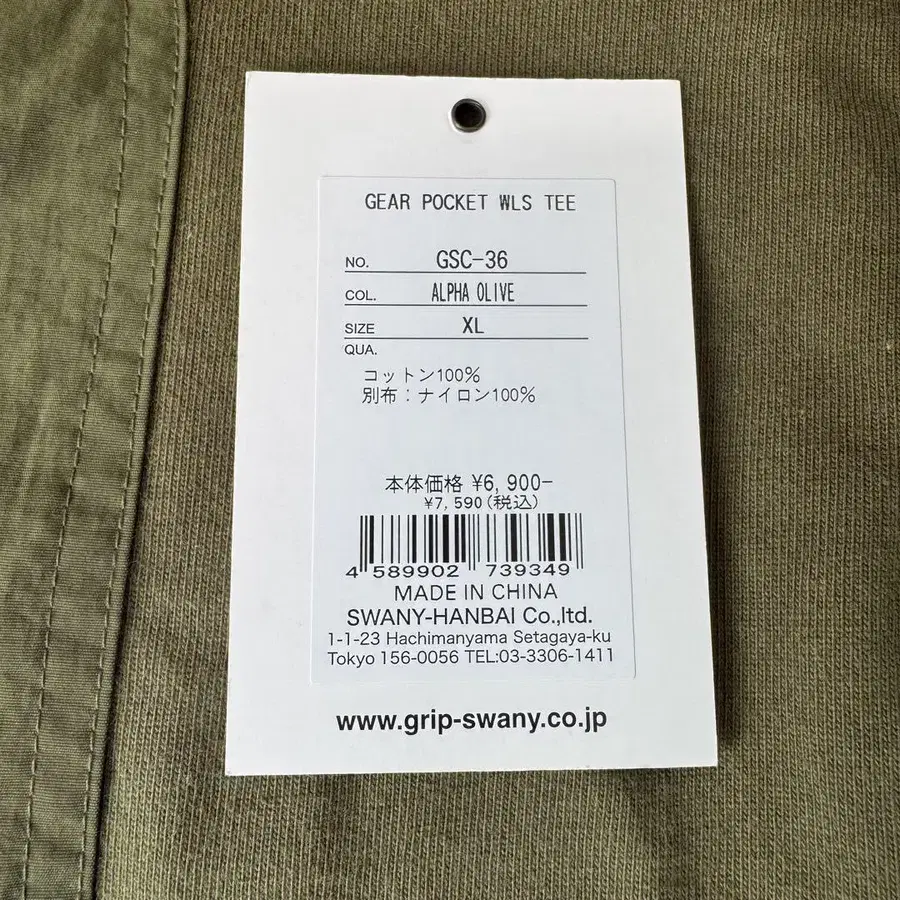 GEAR POCKET WLS TEE
NO. GSC-36
COL. ALPHA OLIVE
SIZE XL
QUA.
コットン100%
別布：ナイロン100%
本体価格 ¥6,900-
¥7,590(税込)
4 589902 739349
MADE IN CHINA
SWANY-HANBAI Co.,ltd.
1-1-23 Hachimanyama Setagaya-ku
Tokyo 156-0056 TEL:03-3306-1411
www.grip-swany.co.jp